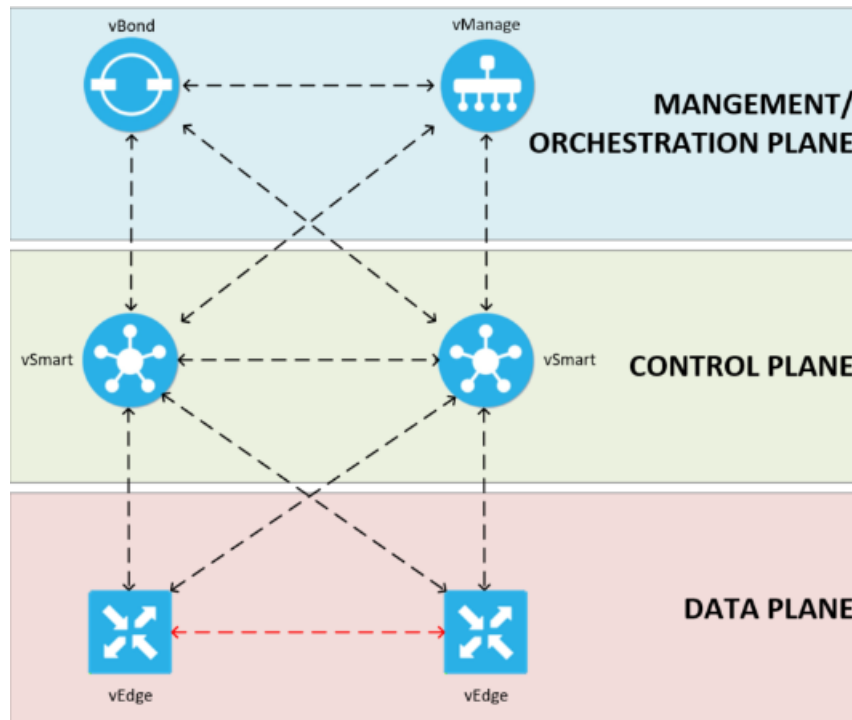 vBond
vManage
MANGEMENT/
ORCHESTRATION PLANE
vSmart
vSmart
CONTROL PLANE
DATA PLANE
vEdge
vEdge